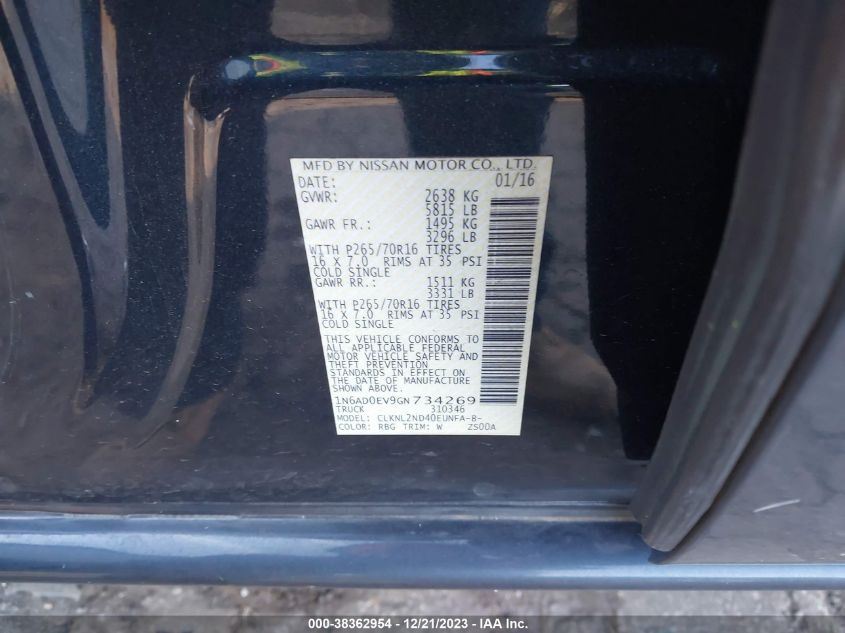 MFD BY NISSAN MOTOR CO., LTD.
DATE: 01/16
GVWR: 2638 KG
5815 LB
GAWR FR.: 1495 KG
3296 LB
WITH P265/70R16 TIRES
16 X 7.0 RIMS AT 35 PSI
COLD SINGLE
GAWR RR.: 1511 KG
3331 LB
WITH P265/70R16 TIRES
16 X 7.0 RIMS AT 35 PSI
COLD SINGLE
THIS VEHICLE CONFORMS TO
ALL APPLICABLE FEDERAL
MOTOR VEHICLE SAFETY AND
THEFT PREVENTION
STANDARDS IN EFFECT ON
THE DATE OF MANUFACTURE
1N6AD0EV9GN734269
TRUCK 310346
MODEL: CLKNL2ND40EUNFA-8-
COLOR: RBG TRIM: W ZS00A
000-38362954 - 12/21/2023 - IAA Inc.